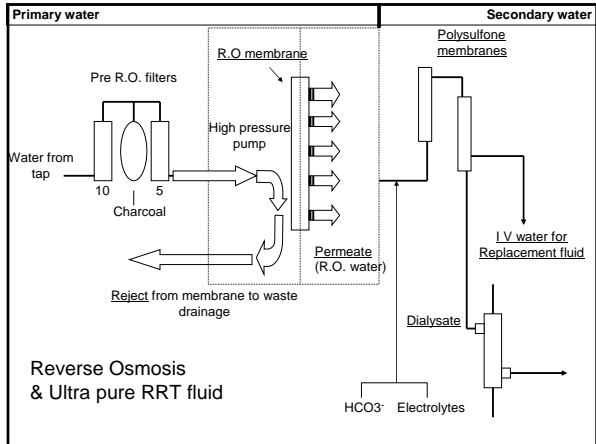 Primary water
Secondary water
Polysulfone
membranes
R.O membrane
Pre R.O. filters
High pressure
pump
Water from
tap
10
5
Charcoal
Permeate
(R.O. water)
I V water for
Replacement fluid
Reject from membrane to waste
drainage
Dialysate
Reverse Osmosis
& Ultra pure RRT fluid
HCO3-
Electrolytes